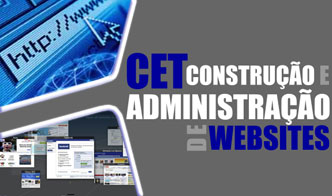 http://www.
CET CONSTRUÇÃO E
ADMINISTRAÇÃO
DE WEBSITES